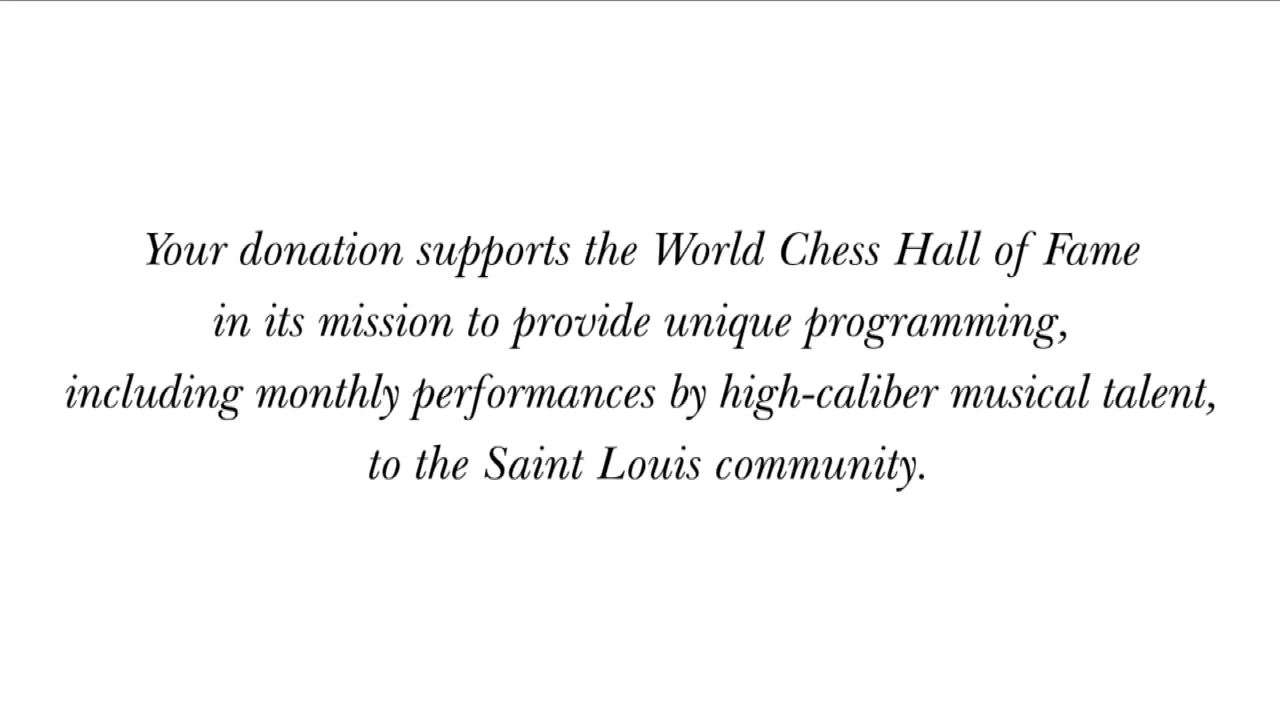 Your donation supports the World Chess Hall of Fame
in its mission to provide unique programming,
including monthly performances by high-caliber musical talent,
to the Saint Louis community.